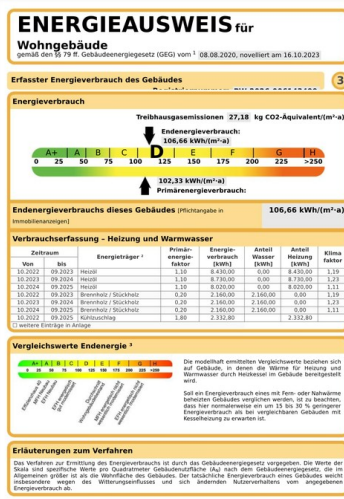 ENERGIEAUSWEIS für
Wohngebäude
gemäß den §§ 79 ff. Gebäudeenergiegesetz (GEG) vom ¹ 08.08.2020, novelliert am 16.10.2023
Erfasster Energieverbrauch des Gebäudes 3
Energieverbrauch
Treibhausgasemissionen 27,18 kg CO2-Äquivalent/(m²·a)
Endenergieverbrauch:
106,66 kWh/(m²·a)
A+ A B C D E F G H
0 25 50 75 100 125 150 175 200 225 >250
102,33 kWh/(m²·a)
Primärenergieverbrauch:
Endenergieverbrauchs dieses Gebäudes [Pflichtangabe in Immobilienanzeigen] 106,66 kWh/(m²·a)
Verbrauchserfassung – Heizung und Warmwasser
Zeitraum Energieträger ² Primär-energie-faktor Energie-verbrauch [kWh] Anteil Wasser [kWh] Anteil Heizung [kWh] Klima faktor
Von bis
10.2022 09.2023 Heizöl 1,10 8.430,00 0,00 8.430,00 1,19
10.2023 09.2024 Heizöl 1,10 8.730,00 0,00 8.730,00 1,23
10.2024 09.2025 Heizöl 1,10 8.020,00 0,00 8.020,00 1,11
10.2022 09.2023 Brennholz / Stückholz 0,20 2.160,00 2.160,00 0,00 1,19
10.2023 09.2024 Brennholz / Stückholz 0,20 2.160,00 2.160,00 0,00 1,23
10.2024 09.2025 Brennholz / Stückholz 0,20 2.160,00 2.160,00 0,00 1,11
10.2022 09.2025 Kühlzuschlag 1,80 2.332,80 2.332,80
☐ weitere Einträge in Anlage
Vergleichswerte Endenergie ³
A+ A B C D E F G H
0 25 50 75 100 125 150 175 200 225 >250
Die modellhaft ermittelten Vergleichswerte beziehen sich
auf Gebäude, in denen die Wärme für Heizung und
Warmwasser durch Heizkessel im Gebäude bereitgestellt
wird.
Soll ein Energieverbrauch eines mit Fern- oder Nahwärme
beheizten Gebäudes verglichen werden, ist zu beachten,
dass hier normalerweise ein um 15 bis 30 % geringerer
Energieverbrauch als bei vergleichbaren Gebäuden mit
Kesselheizung zu erwarten ist.
Erläuterungen zum Verfahren
Das Verfahren zur Ermittlung des Energieverbrauchs ist durch das Gebäudeenergiegesetz vorgegeben. Die Werte der
Skala sind spezifische Werte pro Quadratmeter Gebäudenutzfläche (Aₙ) nach dem Gebäudeenergiegesetz, die im
Allgemeinen größer ist als die Wohnfläche des Gebäudes. Der tatsächliche Energieverbrauch eines Gebäudes weicht
insbesondere wegen des Witterungseinflusses und sich ändernden Nutzerverhaltens vom angegebenen
Energieverbrauch ab.